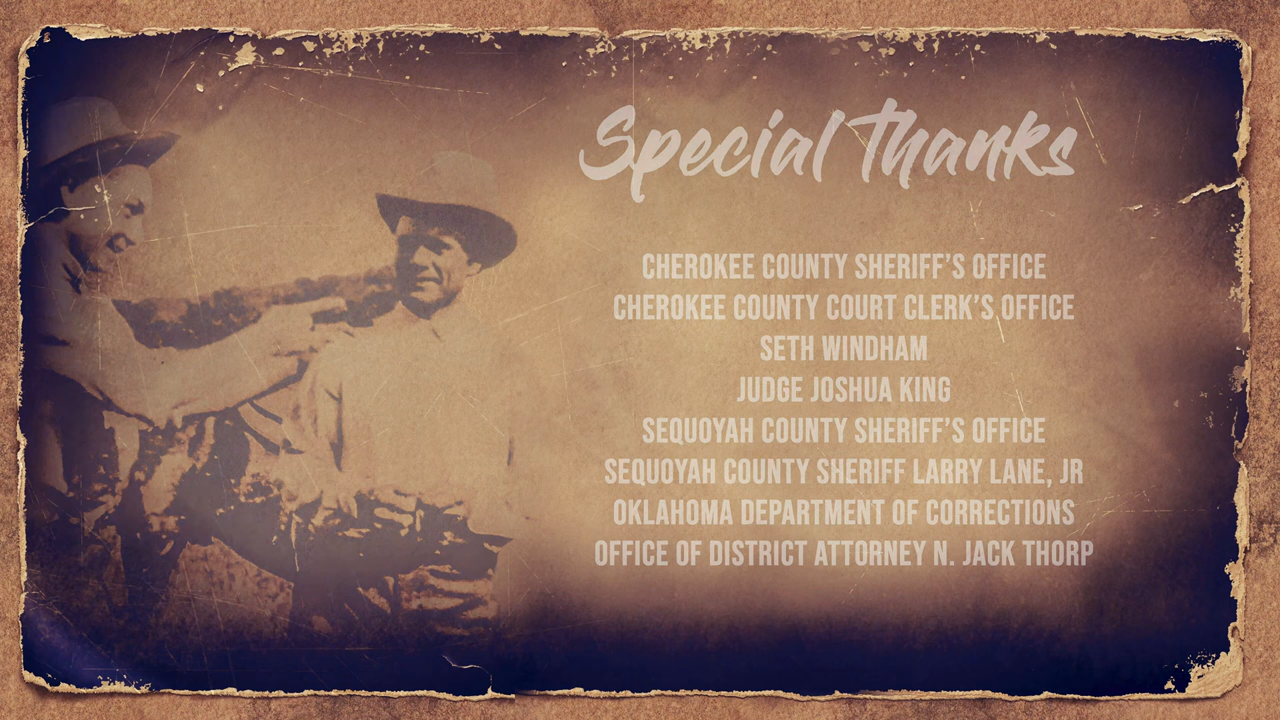 Special Thanks
CHEROKEE COUNTY SHERIFF'S OFFICE
CHEROKEE COUNTY COURT CLERK'S OFFICE
SETH WINDHAM
JUDGE JOSHUA KING
SEQUOYAH COUNTY SHERIFF'S OFFICE
SEQUOYAH COUNTY SHERIFF LARRY LANE, JR
OKLAHOMA DEPARTMENT OF CORRECTIONS
OFFICE OF DISTRICT ATTORNEY N. JACK THORP